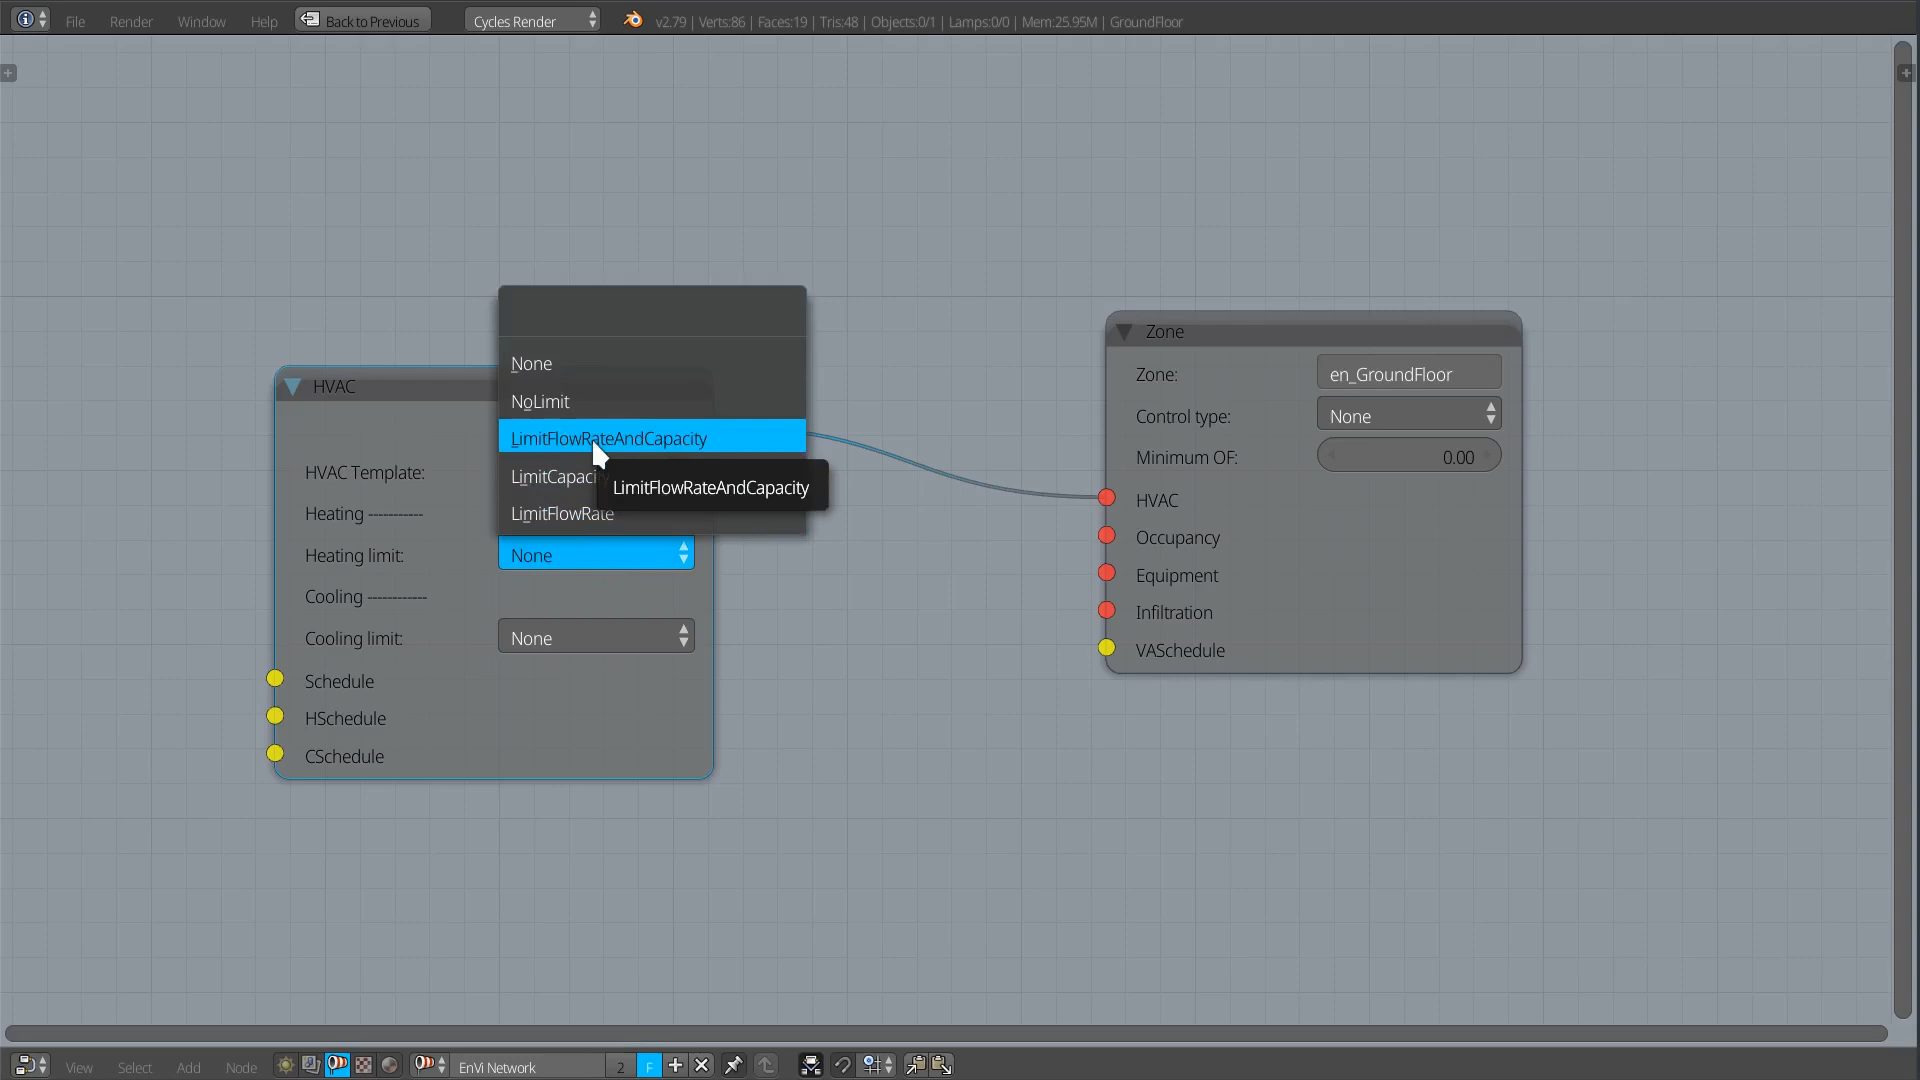 File Render Window Help Back to Previous Cycles Render v2.79 | Verts:86 | Faces:19 | Tris:48 | Objects:0/1 | Lamps:0/0 | Mem:25.95M | GroundFloor
None
NoLimit
LimitFlowRateAndCapacity
LimitCapacity
LimitFlowRate
LimitFlowRateAndCapacity
HVAC
HVAC Template:
Heating -----------
Heating limit: None
Cooling ------------
Cooling limit: None
Schedule
HSchedule
CSchedule
Zone
Zone: en_GroundFloor
Control type: None
Minimum OF: 0.00
HVAC
Occupancy
Equipment
Infiltration
VASchedule
View Select Add Node EnVi Network 2 F